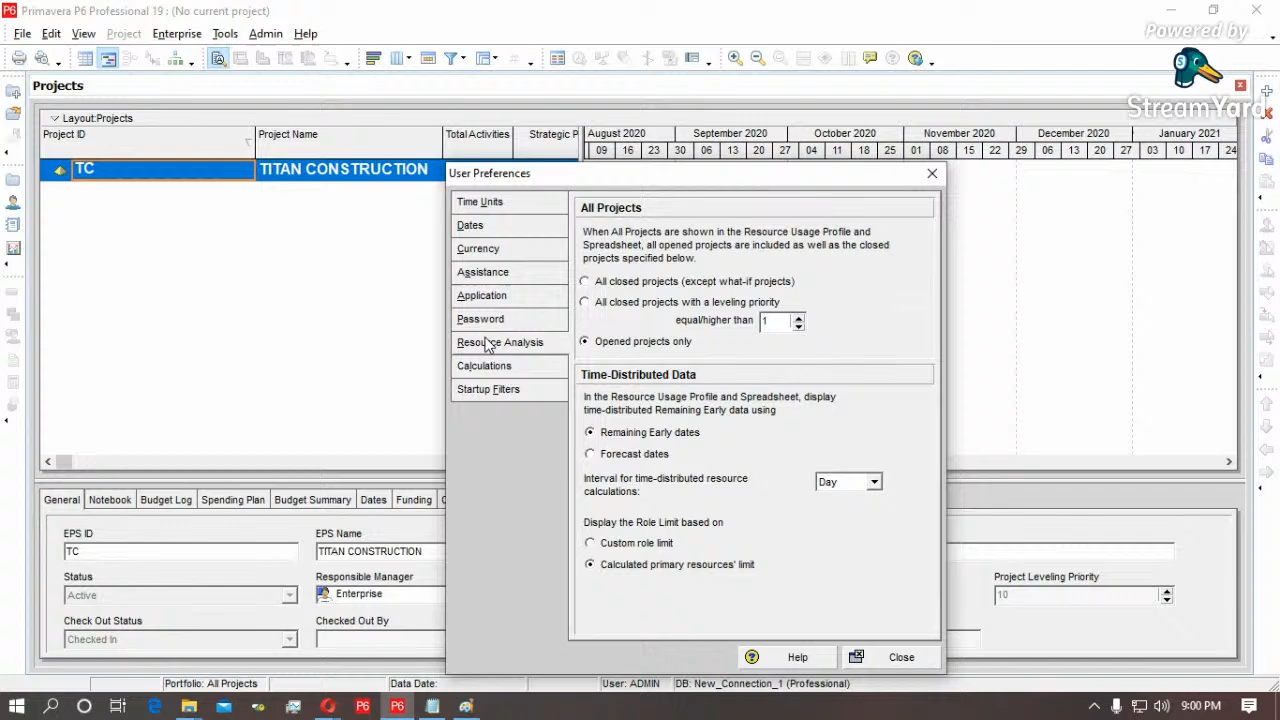 P6 Primavera P6 Professional 19 : (No current project)
Powered by
File Edit View Project Enterprise Tools Admin Help
StreamYard
Projects
Layout:Projects
Project ID Project Name Total Activities Strategic P August 2020 September 2020 October 2020 November 2020 December 2020 January 2021
09 16 23 30 06 13 20 27 04 11 18 25 01 08 15 22 29 06 13 20 27 03 10 17 24
TC TITAN CONSTRUCTION
User Preferences
Time Units
Dates
Currency
Assistance
Application
Password
Resource Analysis
Calculations
Startup Filters
All Projects
When All Projects are shown in the Resource Usage Profile and
Spreadsheet, all opened projects are included as well as the closed
projects specified below.
All closed projects (except what-if projects)
All closed projects with a leveling priority
equal/higher than 1
Opened projects only
Time-Distributed Data
In the Resource Usage Profile and Spreadsheet, display
time-distributed Remaining Early data using
Remaining Early dates
Forecast dates
Interval for time-distributed resource
calculations:
Day
Display the Role Limit based on
Custom role limit
Calculated primary resources' limit
Help Close
General Notebook Budget Log Spending Plan Budget Summary Dates Funding
EPS ID EPS Name
TC TITAN CONSTRUCTION
Status Responsible Manager Project Leveling Priority
Active Enterprise 10
Check Out Status Checked Out By
Checked In
Portfolio: All Projects Data Date: User: ADMIN DB: New_Connection_1 (Professional)
P6 P6 9:00 PM